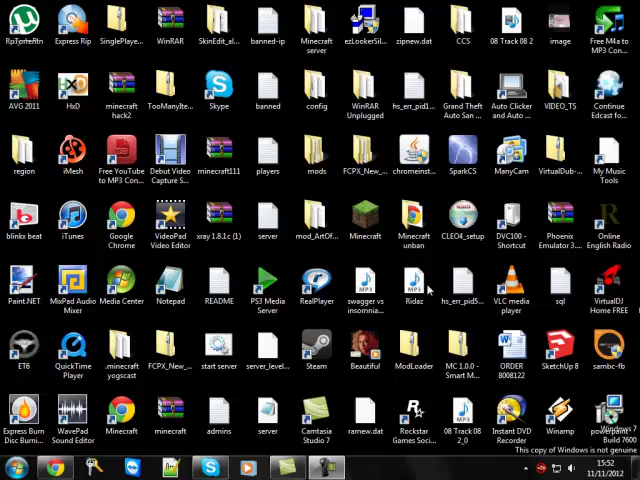 Express Rip
SinglePlaye...
WinRAR
SkinEdit_al...
banned-ip
Minecraft server
ezLookerSil...
zipnew.dat
CCS
08 Track 08 2
image
Free M4a to MP3 Con...
AVG 2011
HxD
minecraft hack2
TooManyIte...
Skype
banned
config
WinRAR Unplugged
hs_err_pid1...
Grand Theft Auto San ...
Auto Clicker and Auto ...
VIDEO_TS
Continue Edcast fo...
region
iMesh
Free YouTube to MP3 Con...
Debut Video Capture S...
minecraft111
players
mods
FCPX_New_...
chromeinst...
SparkCS
ManyCam
VirtualDub-...
My Music Tools
blinkx beat
iTunes
Google Chrome
VideoPad Video Editor
xray 1.8.1c (1)
server
mod_ArtOf...
Minecraft
Minecraft unban
CLEO4_setup
DVC100 - Shortcut
Phoenix Emulator 3....
Online English Radio
Paint.NET
MixPad Audio Mixer
Media Center
Notepad
README
PS3 Media Server
RealPlayer
swagger vs insomnia...
Ridaz
hs_err_pid5...
VLC media player
sql
VirtualDJ Home FREE
ET6
QuickTime Player
.minecraft yogscast
FCPX_New_...
start server
server_level...
Steam
Beautiful
ModLoader
MC 1.0.0 - Smart M...
ORDER 8008122
SketchUp 8
sambc-fb
Express Burn Disc Burni...
WavePad Sound Editor
Minecraft
minecraft
admins
server
Camtasia Studio 7
ramew.dat
Rockstar Games Soci...
08 Track 08 2_0
Instant DVD Recorder
Winamp
Windows 7
Build 7600
This copy of Windows is not genuine
15:52
11/11/2012